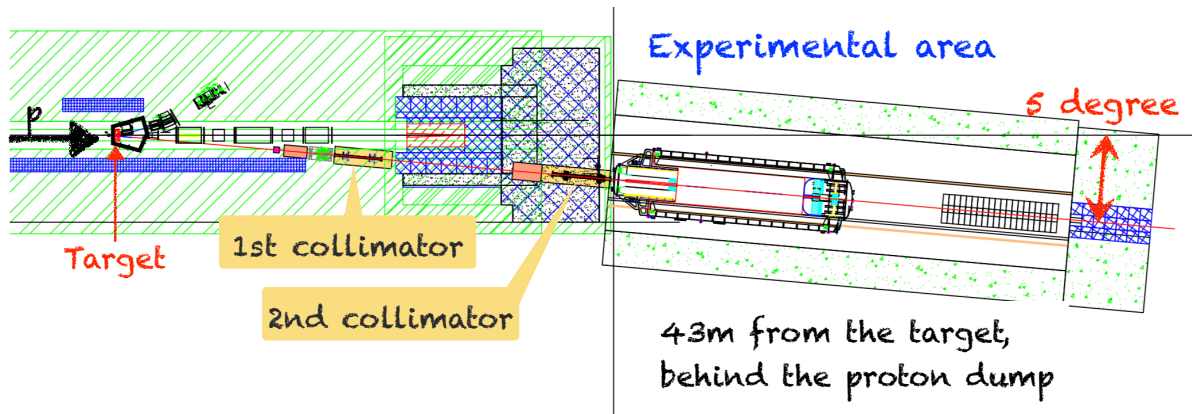 Experimental area
5 degree
p
Target
1st collimator
2nd collimator
43m from the target,
behind the proton dump